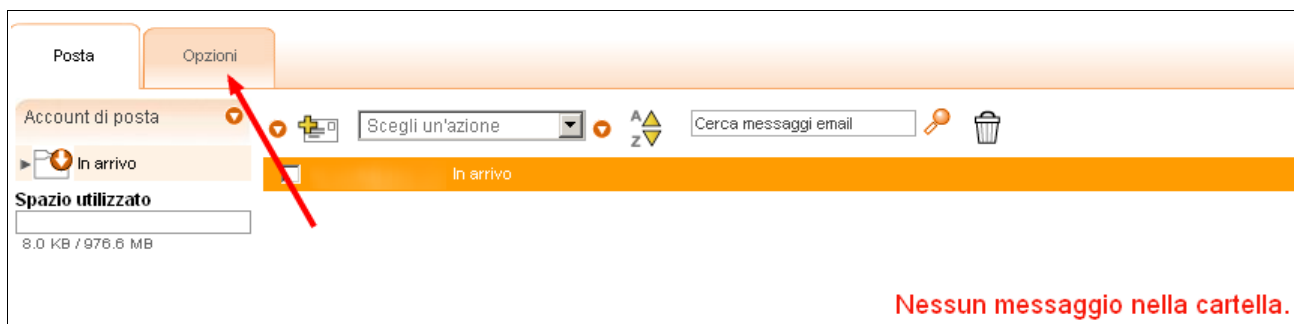 Posta
Opzioni
Account di posta
Scegli un'azione
A
Z
Cerca messaggi email
In arrivo
In arrivo
Spazio utilizzato
8.0 KB / 976.6 MB
Nessun messaggio nella cartella.